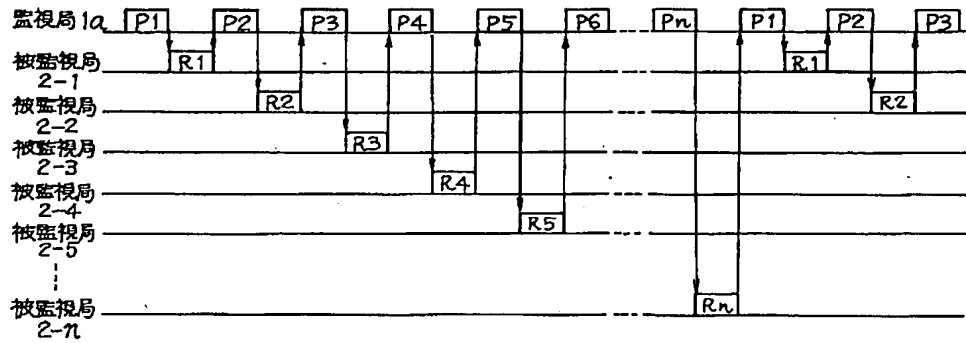 監視局1a P1 P2 P3 P4 P5 P6 Pn P1 P2 P3
被監視局 R1 R1
2-1
被監視局 R2 R2
2-2
被監視局 R3
2-3
被監視局 R4
2-4
被監視局 R5
2-5
被監視局 Rn
2-n